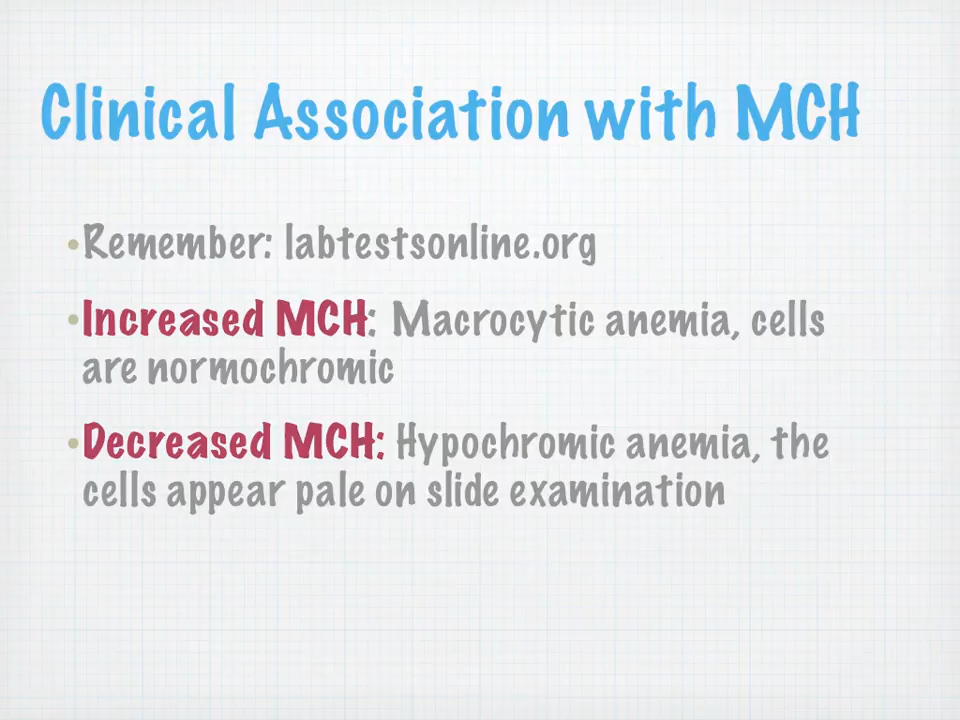 Clinical Association with MCH
•Remember: labtestsonline.org
•Increased MCH: Macrocytic anemia, cells
are normochromic
•Decreased MCH: Hypochromic anemia, the
cells appear pale on slide examination